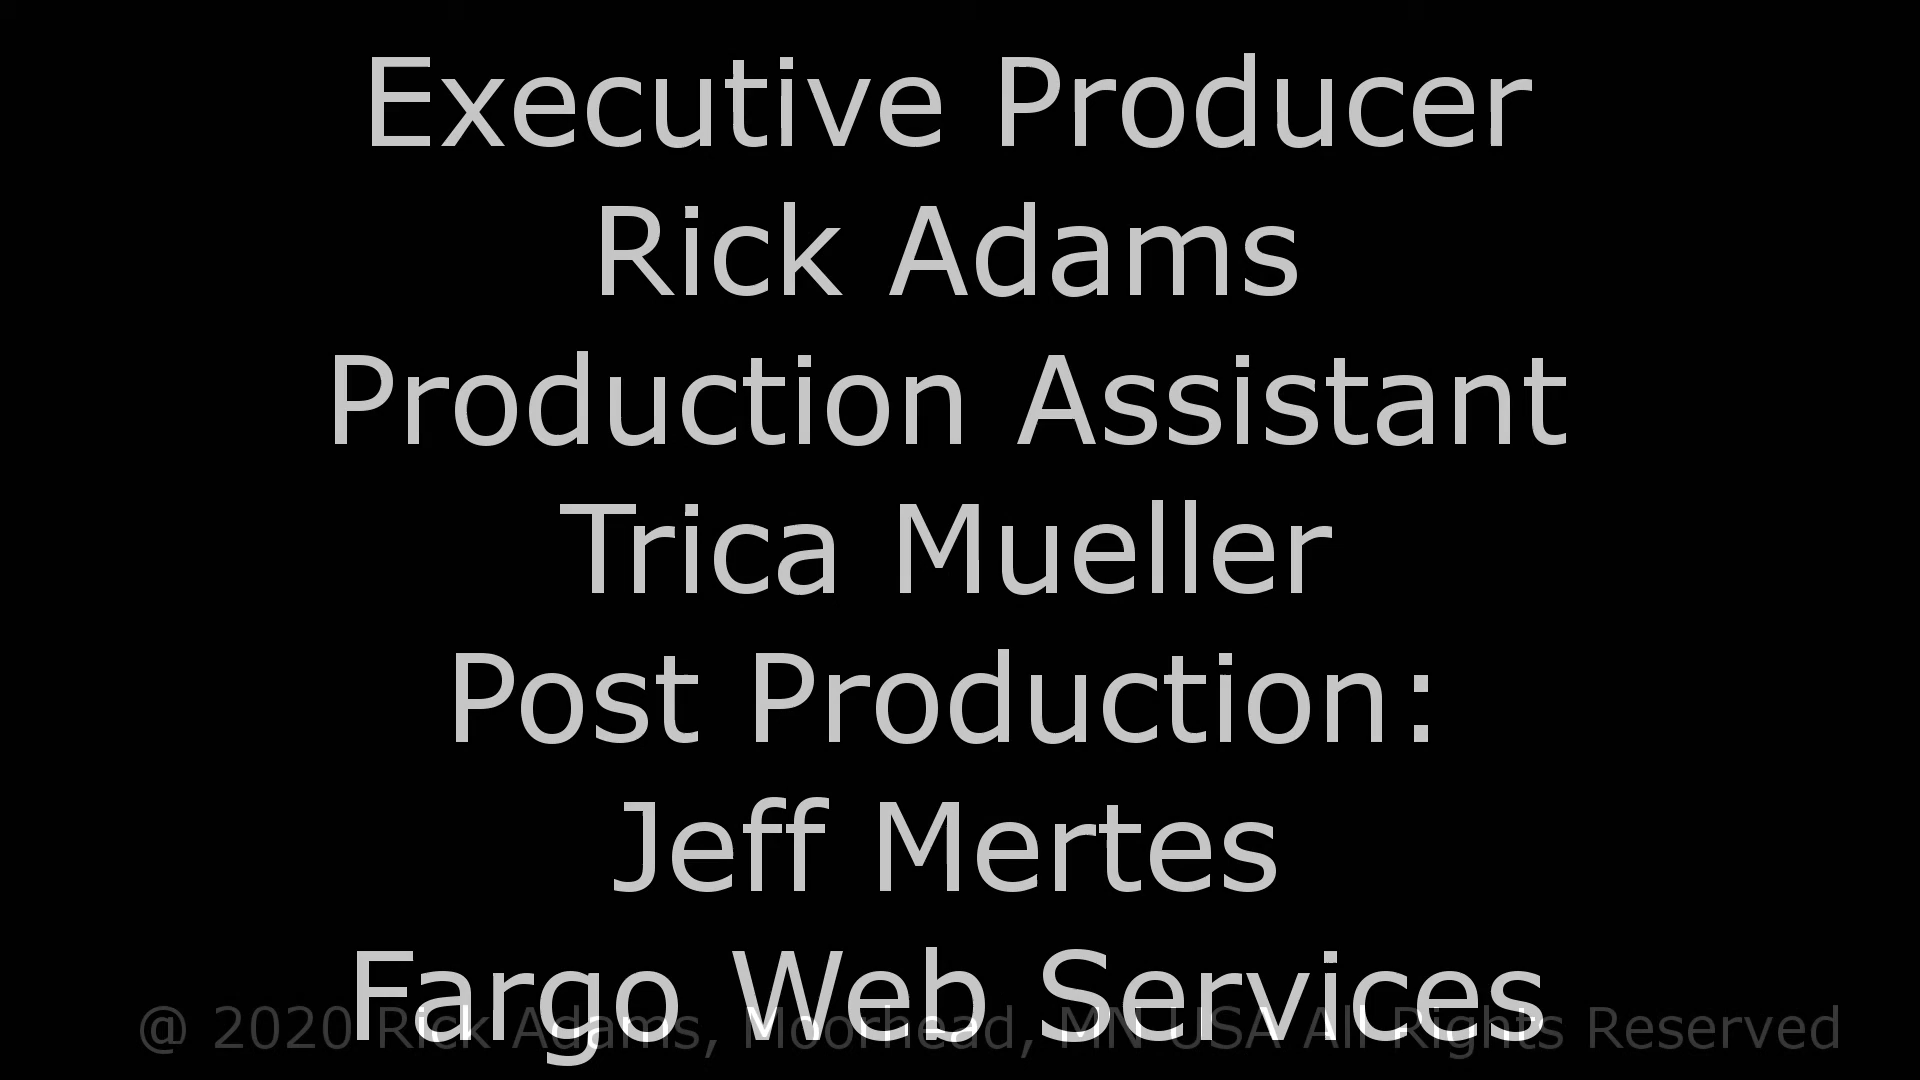 Executive Producer
Rick Adams
Production Assistant
Trica Mueller
Post Production:
Jeff Mertes
Fargo Web Services
@ 2020 Rick Adams, Moorhead, MN USA All Rights Reserved